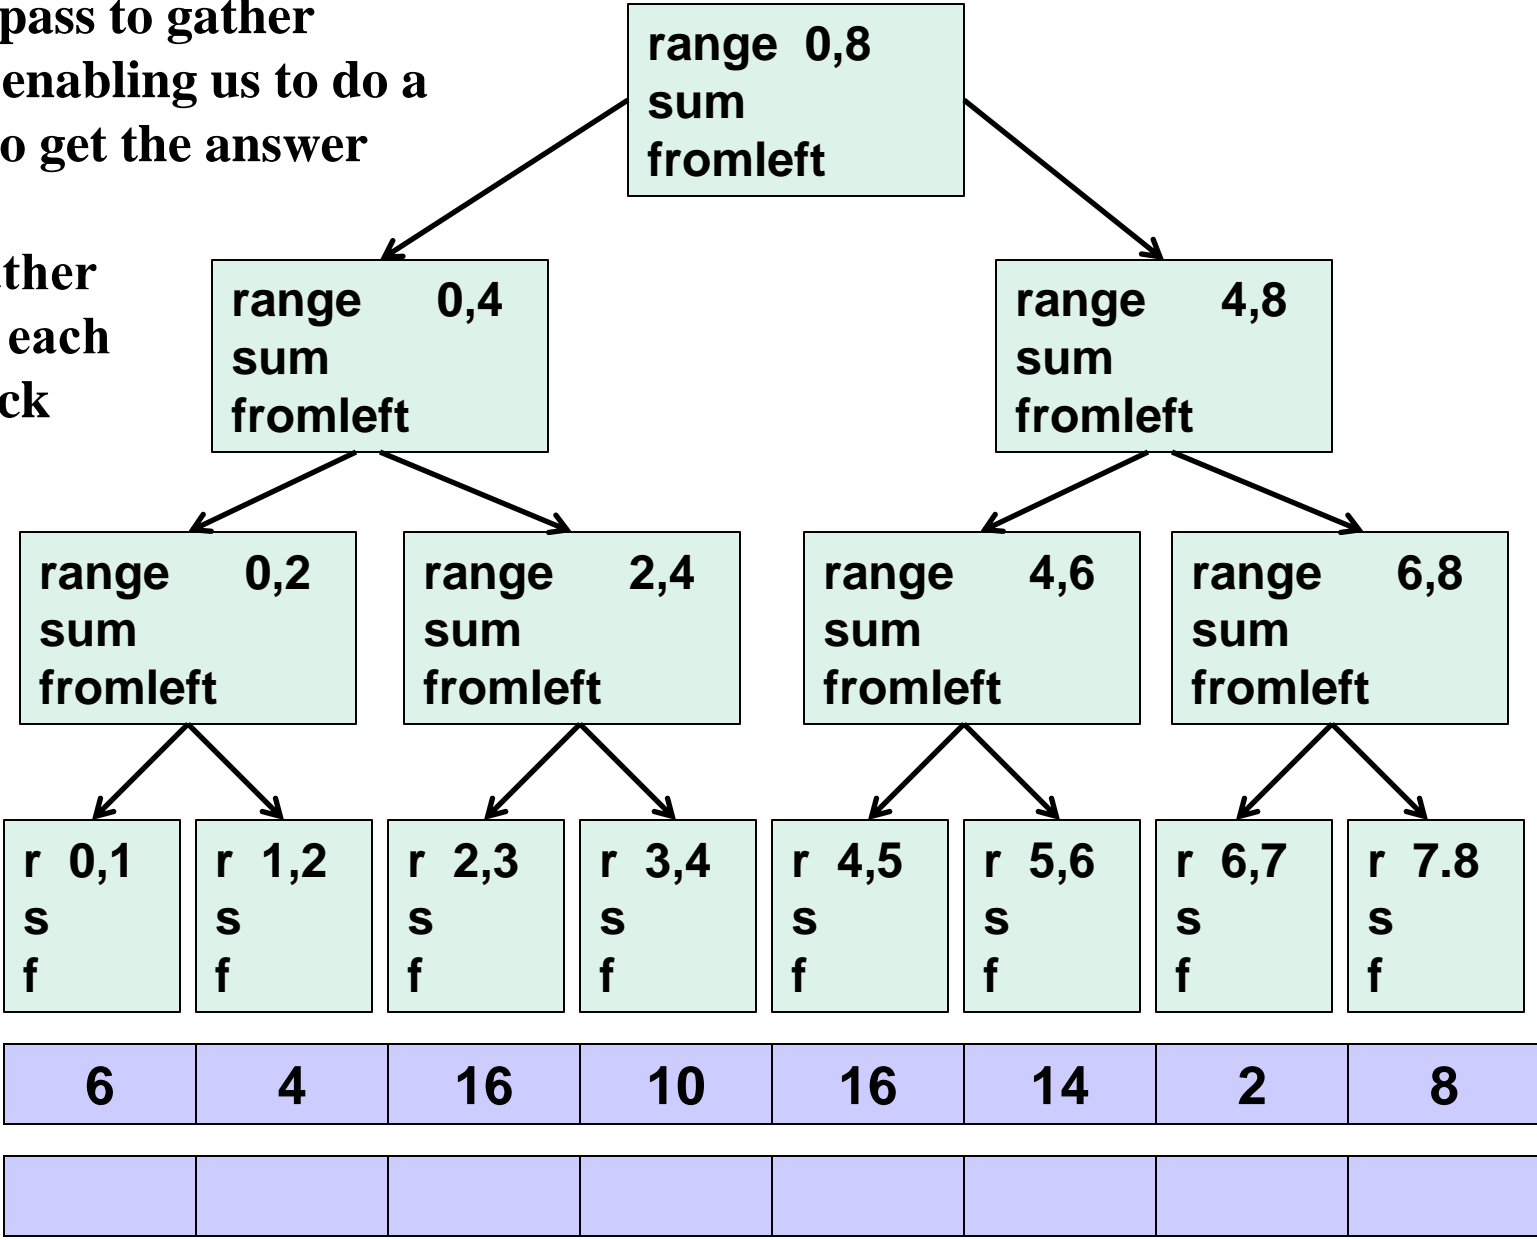 pass to gather
enabling us to do a
o get the answer
ther
each
ck
range 0,8
sum
fromleft
range 0,4
sum
fromleft
range 4,8
sum
fromleft
range 0,2
sum
fromleft
range 2,4
sum
fromleft
range 4,6
sum
fromleft
range 6,8
sum
fromleft
r 0,1
s
f
r 1,2
s
f
r 2,3
s
f
r 3,4
s
f
r 4,5
s
f
r 5,6
s
f
r 6,7
s
f
r 7.8
s
f
6 4 16 10 16 14 2 8